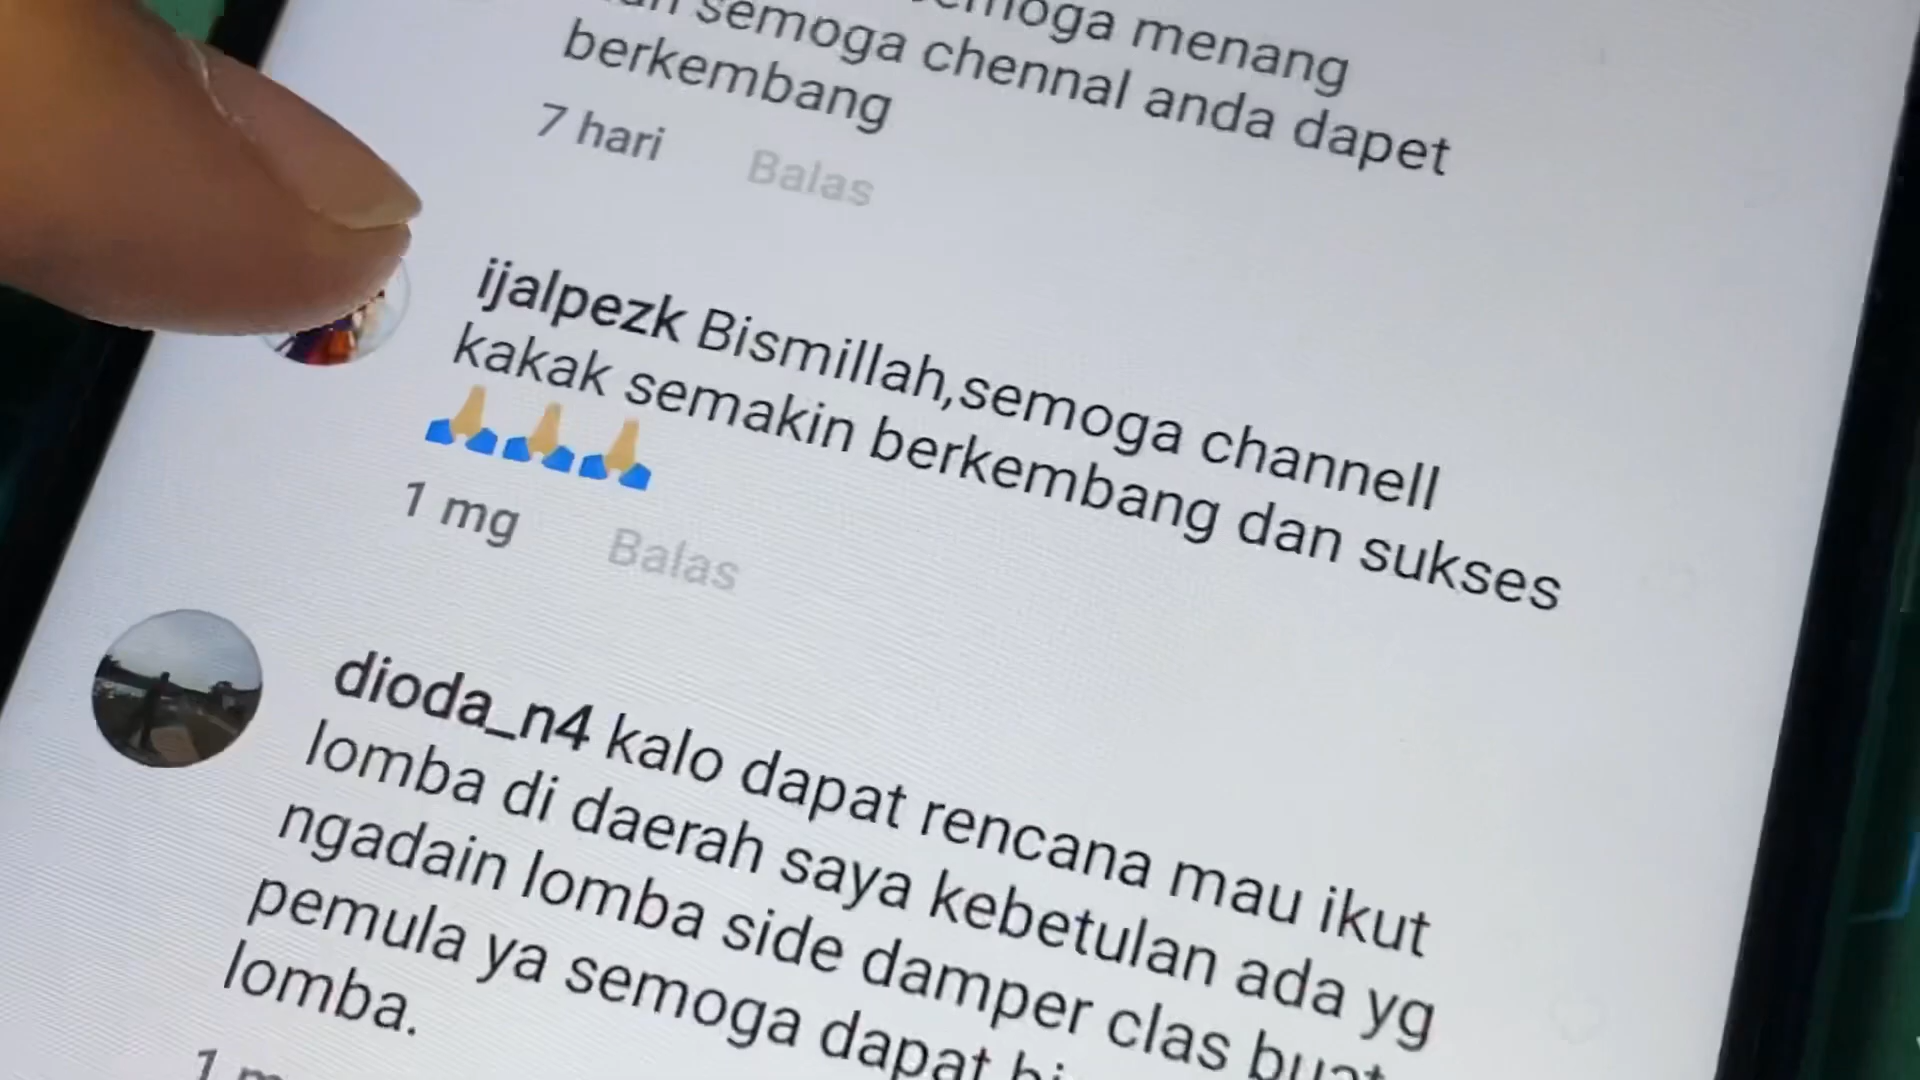 semoga menang
semoga chennal anda dapet
berkembang
7 hari Balas
ijalpezk Bismillah,semoga channell
kakak semakin berkembang dan sukses
🙏🙏🙏
1 mg Balas
dioda_n4 kalo dapat rencana mau ikut
lomba di daerah saya kebetulan ada yg
ngadain lomba side damper clas buat
pemula ya semoga dapat
lomba.
1